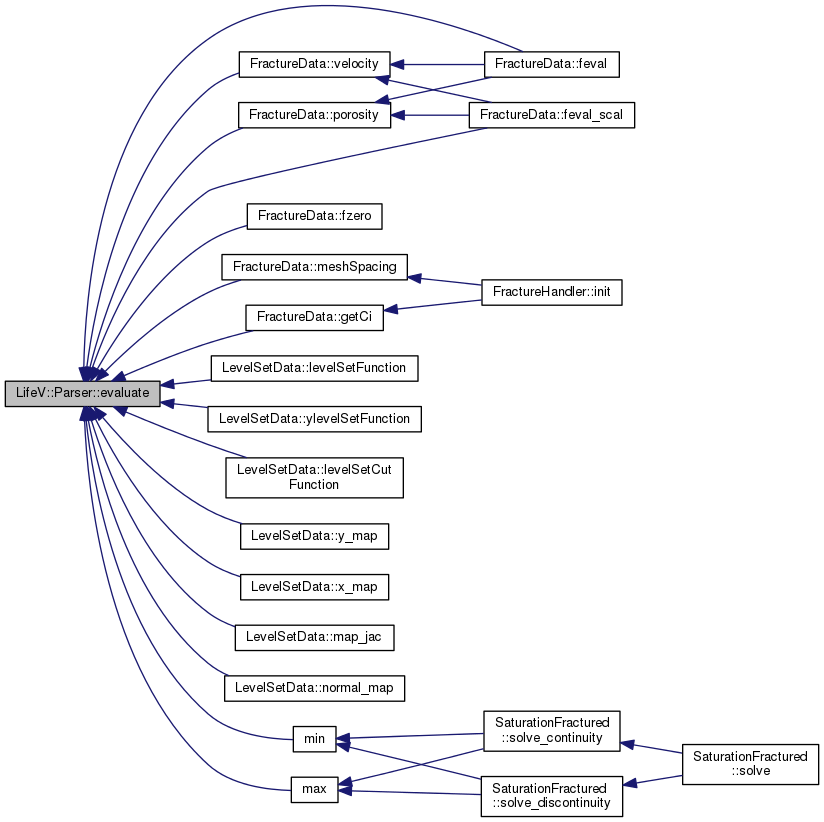 FractureData::velocity
FractureData::feval
FractureData::porosity
FractureData::feval_scal
FractureData::fzero
FractureData::meshSpacing
FractureHandler::init
FractureData::getCi
LevelSetData::levelSetFunction
LifeV::Parser::evaluate
LevelSetData::ylevelSetFunction
LevelSetData::levelSetCut
Function
LevelSetData::y_map
LevelSetData::x_map
LevelSetData::map_jac
LevelSetData::normal_map
min
SaturationFractured
::solve_continuity
SaturationFractured
::solve
max
SaturationFractured
::solve_discontinuity